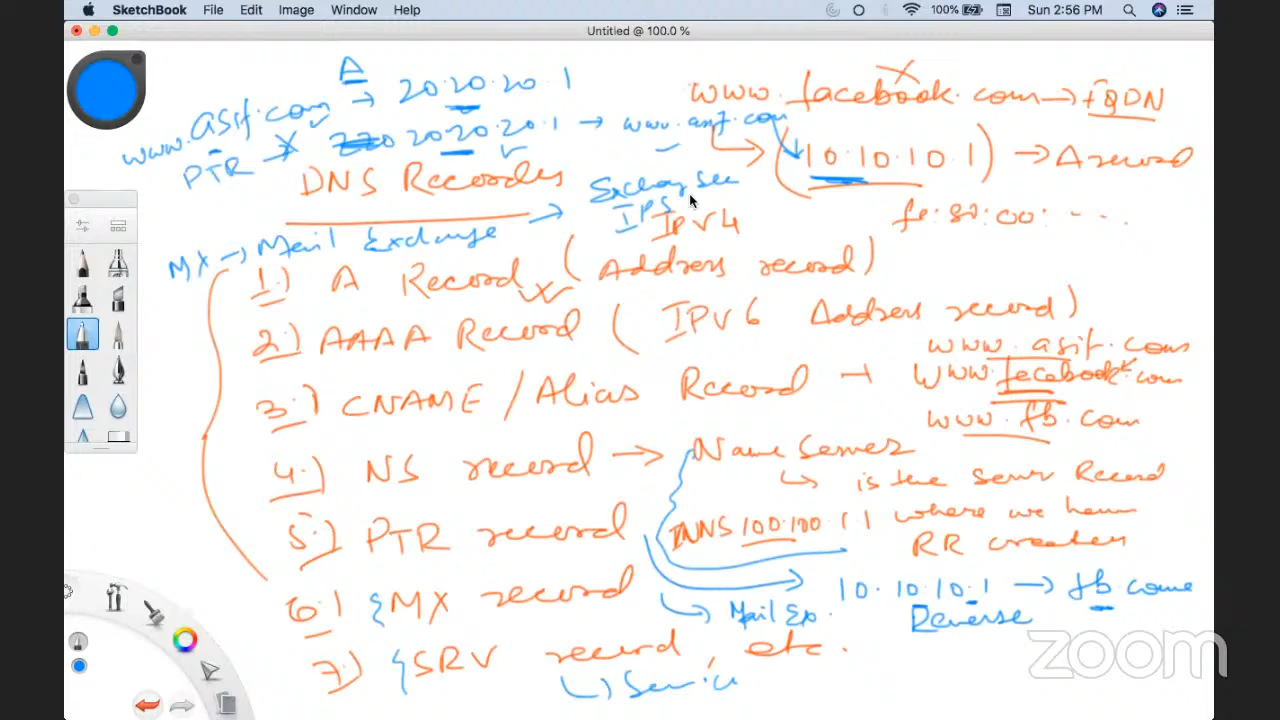 SketchBook File Edit Image Window Help 100% Sun 2:56 PM
Untitled @ 100.0 %
A
www.asif.com → 20.20.20.1
PTR → 20.20.20.1 → www.asif.com
www.facebook.com → FQDN
(10.10.10.1) → A record
fe:80:00:....
DNS Recordes
MX → Mail Exchange →
IPS
IPV4
1.) A Record (Address record)
2.) AAAA Record (IPV6 Address record)
www.asif.com
3.) CNAME/Alias Record → www.facebook.com
www.fb.com
4.) NS record → Name Server
↳ is the server Record
100.100.1.1 where we have
RR created
5.) PTR record
→ 10.10.10.1 → fb.com
Reverse
6.) {MX record
↳ Mail Ex.
7.) {SRV record, etc.
↳ Service
zoom